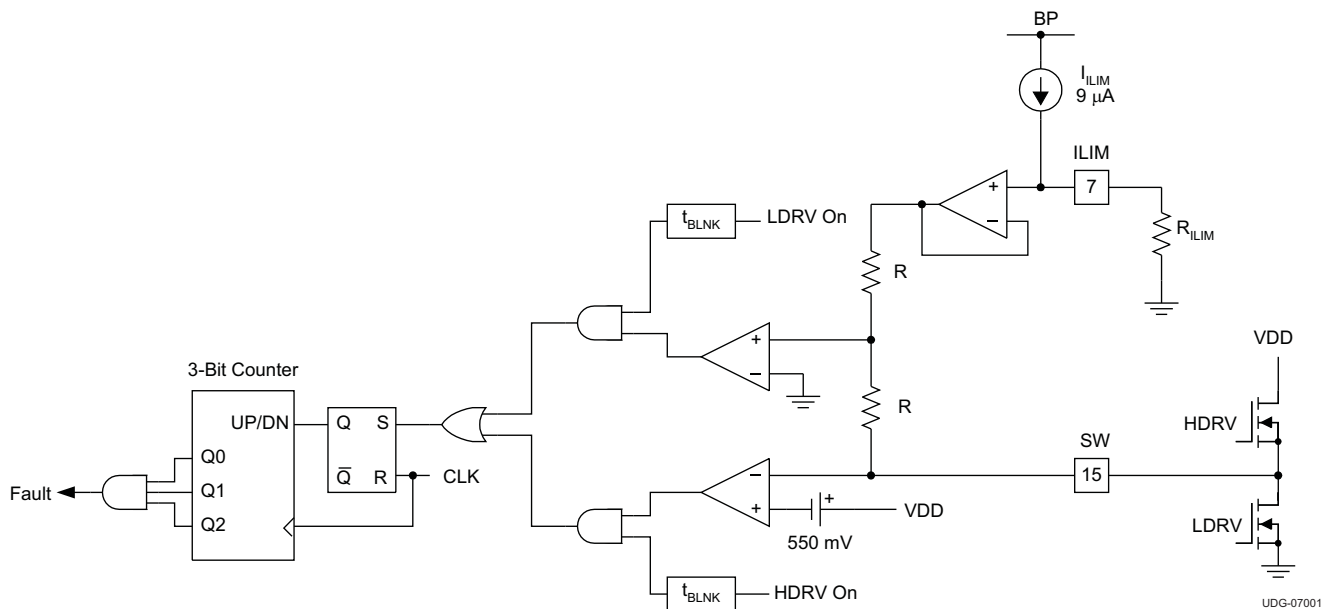 BP
I_ILIM
9 μA
ILIM
7
+
−
R_ILIM
t_BLNK
LDRV On
R
+
−
VDD
3-Bit Counter
R
HDRV
UP/DN
Q
S
SW
Q0
Q̅
R
CLK
−
15
Fault
Q1
+
+
VDD
LDRV
Q2
550 mV
t_BLNK
HDRV On
UDG-07001